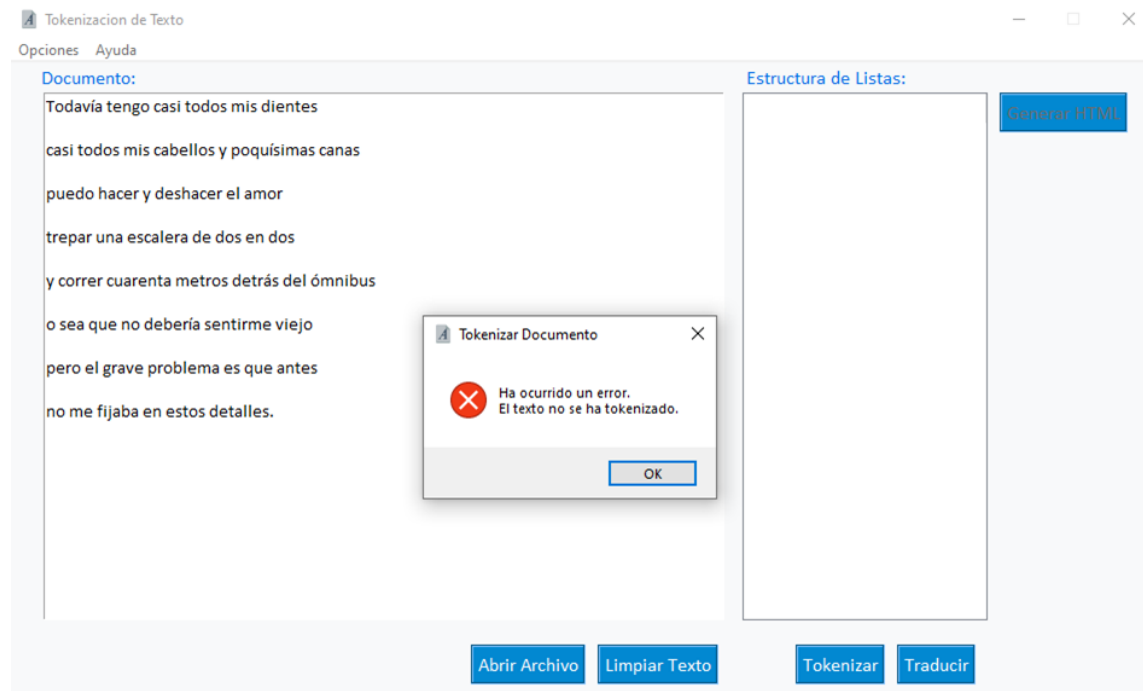 Tokenizacion de Texto
Opciones Ayuda
Documento:
Estructura de Listas:
Todavía tengo casi todos mis dientes
casi todos mis cabellos y poquísimas canas
puedo hacer y deshacer el amor
trepar una escalera de dos en dos
y correr cuarenta metros detrás del ómnibus
o sea que no debería sentirme viejo
pero el grave problema es que antes
no me fijaba en estos detalles.
Generar HTML
Tokenizar Documento
Ha ocurrido un error.
El texto no se ha tokenizado.
OK
Abrir Archivo
Limpiar Texto
Tokenizar
Traducir